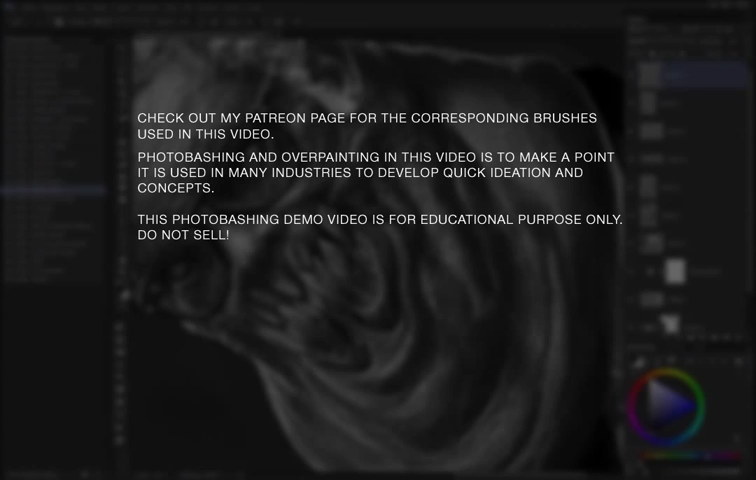 CHECK OUT MY PATREON PAGE FOR THE CORRESPONDING BRUSHES
USED IN THIS VIDEO.
PHOTOBASHING AND OVERPAINTING IN THIS VIDEO IS TO MAKE A POINT
IT IS USED IN MANY INDUSTRIES TO DEVELOP QUICK IDEATION AND
CONCEPTS.
THIS PHOTOBASHING DEMO VIDEO IS FOR EDUCATIONAL PURPOSE ONLY.
DO NOT SELL!